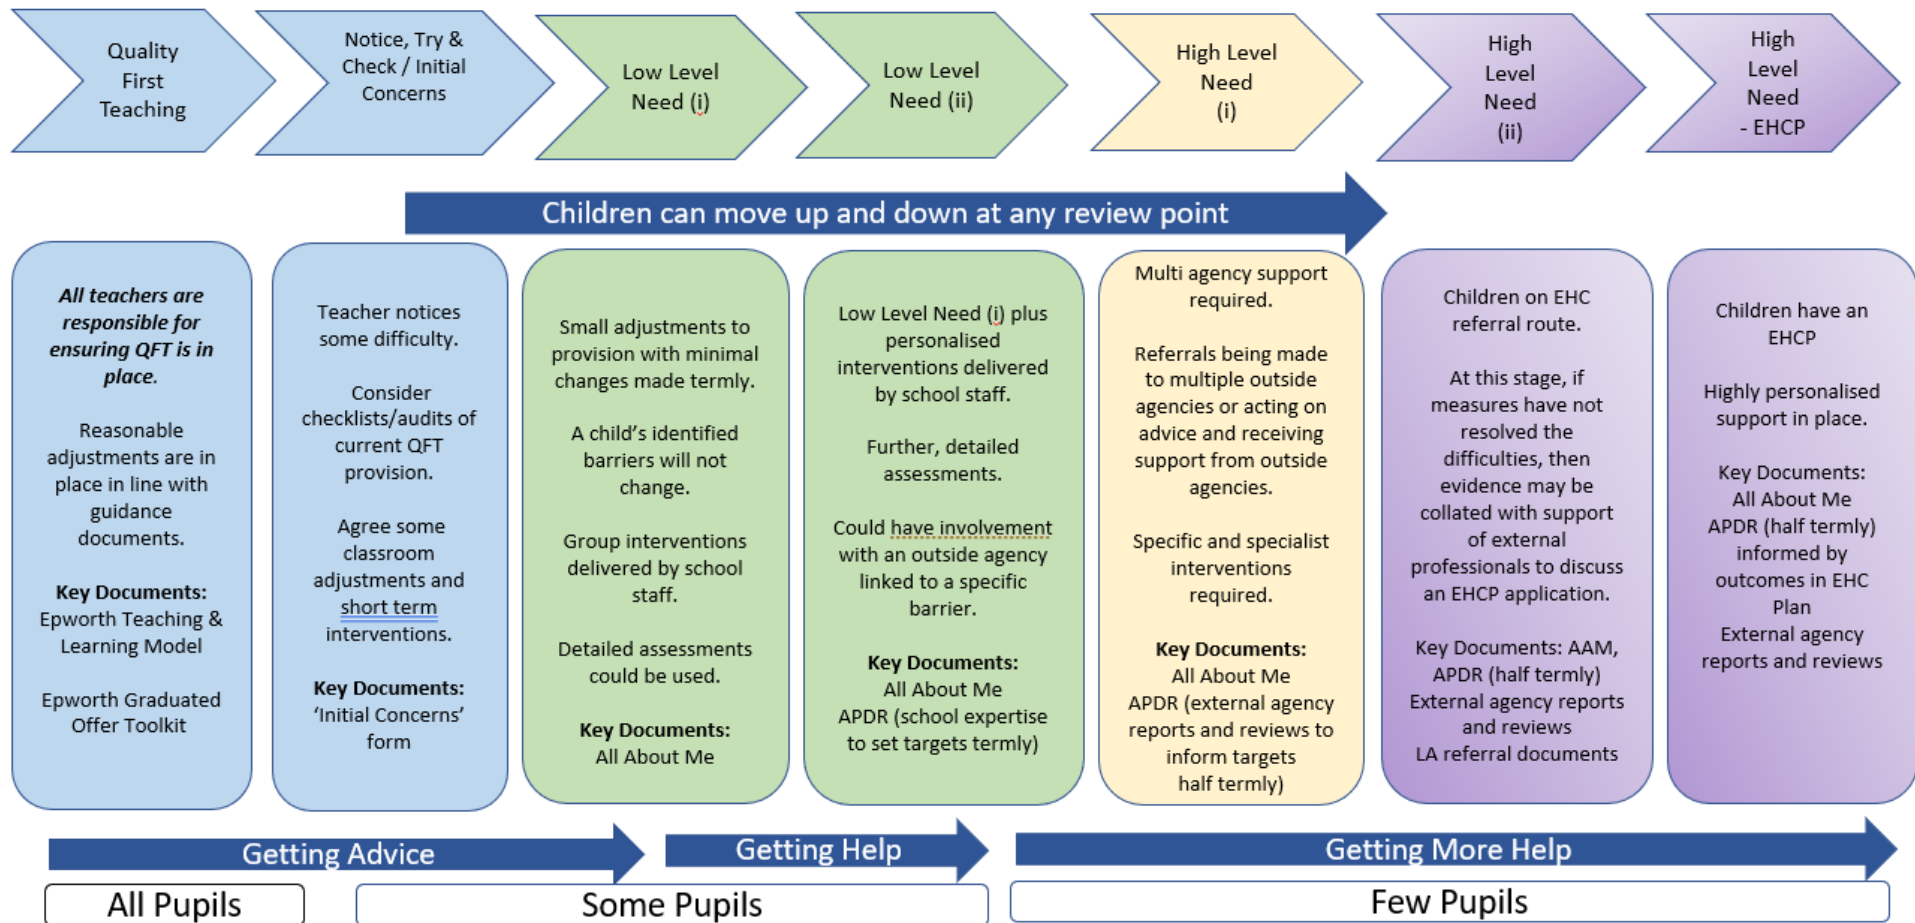 Quality
First
Teaching
Notice, Try &
Check / Initial
Concerns
Low Level
Need (i)
Low Level
Need (ii)
High Level
Need
(i)
High
Level
Need
(ii)
High
Level
Need
- EHCP
Children can move up and down at any review point
All teachers are
responsible for
ensuring QFT is in
place.
Reasonable
adjustments are in
place in line with
guidance
documents.
Key Documents:
Epworth Teaching &
Learning Model
Epworth Graduated
Offer Toolkit
Teacher notices
some difficulty.
Consider
checklists/audits of
current QFT
provision.
Agree some
classroom
adjustments and
short term
interventions.
Key Documents:
‘Initial Concerns’
form
Small adjustments to
provision with minimal
changes made termly.
A child’s identified
barriers will not
change.
Group interventions
delivered by school
staff.
Detailed assessments
could be used.
Key Documents:
All About Me
Low Level Need (i) plus
personalised
interventions delivered
by school staff.
Further, detailed
assessments.
Could have involvement
with an outside agency
linked to a specific
barrier.
Key Documents:
All About Me
APDR (school expertise
to set targets termly)
Multi agency support
required.
Referrals being made
to multiple outside
agencies or acting on
advice and receiving
support from outside
agencies.
Specific and specialist
interventions
required.
Key Documents:
All About Me
APDR (external agency
reports and reviews to
inform targets
half termly)
Children on EHC
referral route.
At this stage, if
measures have not
resolved the
difficulties, then
evidence may be
collated with support
of external
professionals to discuss
an EHCP application.
Key Documents: AAM,
APDR (half termly)
External agency reports
and reviews
LA referral documents
Children have an
EHCP
Highly personalised
support in place.
Key Documents:
All About Me
APDR (half termly)
informed by
outcomes in EHC
Plan
External agency
reports and reviews
Getting Advice
Getting Help
Getting More Help
All Pupils
Some Pupils
Few Pupils